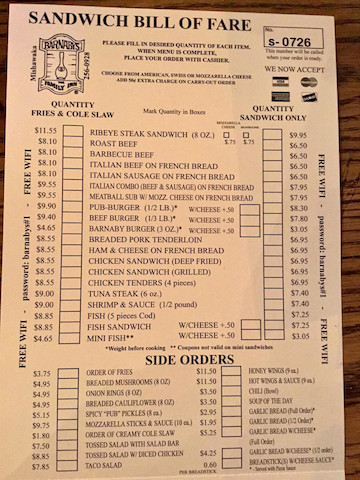 SANDWICH BILL OF FARE
No.
S- 0726
This number will be called
when your order is ready.
WE NOW ACCEPT
Mishawaka
BARNABY'S
FAMILY INN
256-0928
PLEASE FILL IN DESIRED QUANTITY OF EACH ITEM.
WHEN MENU IS COMPLETE,
PLACE YOUR ORDER WITH CASHIER.
CHOOSE FROM AMERICAN, SWISS OR MOZZARELLA CHEESE
ADD 50¢ EXTRA CHARGE ON CARRY-OUT ORDER
QUANTITY
FRIES & COLE SLAW
Mark Quantity in Boxes
QUANTITY
SANDWICH ONLY
MOZZARELLA CHEESE
MUSHROOMS
$11.55 RIBEYE STEAK SANDWICH (8 OZ.) $.75 $.75 $9.95
$8.10 ROAST BEEF $6.50
$8.10 BARBECUE BEEF $6.50
$8.10 ITALIAN BEEF ON FRENCH BREAD $6.50
$8.10 ITALIAN SAUSAGE ON FRENCH BREAD $6.50
$9.55 ITALIAN COMBO (BEEF & SAUSAGE) ON FRENCH BREAD $7.95
$9.55 MEATBALL SUB W/ MOZZ. CHEESE ON FRENCH BREAD $7.95
$9.90 PUB-BURGER (1/2 LB.)* W/CHEESE +.50 $8.30
$9.40 BEEF BURGER (1/3 LB.)* W/CHEESE +.50 $7.80
$4.65 BARNABY BURGER (3 OZ.)* W/CHEESE +.50 $3.05
$8.55 BREADED PORK TENDERLOIN $6.95
$8.55 HAM & CHEESE ON FRENCH BREAD $6.95
$8.55 CHICKEN SANDWICH (DEEP FRIED) $6.95
$8.55 CHICKEN SANDWICH (GRILLED) $6.95
$8.55 CHICKEN TENDERS (4 pieces) $6.95
$9.00 TUNA STEAK (6 oz.) $7.40
$9.00 SHRIMP & SAUCE (1/2 pound) $7.40
$8.85 FISH (5 pieces Cod) $7.25
$8.85 FISH SANDWICH W/CHEESE +.50 $7.25
$4.65 MINI FISH** W/CHEESE +.50 $3.05
FREE WIFI - password: barnabys#1 FREE WIFI -
FREE WIFI - password: barnabys#1 - FREE WIFI
*Weight before cooking ** Coupons not valid on mini sandwiches
SIDE ORDERS
$3.75 ORDER OF FRIES
$4.95 BREADED MUSHROOMS (8 OZ)
$4.95 ONION RINGS (8 OZ)
$4.95 BREADED CAULIFLOWER (8 OZ)
$5.15 SPICY "PUB" PICKLES (8 oz.)
$9.75 MOZZARELLA STICKS & SAUCE (10 oz.)
$1.80 ORDER OF CREAMY COLE SLAW
$7.50 TOSSED SALAD WITH SALAD BAR
$8.85 TOSSED SALAD W/ DICED CHICKEN
$7.85 TACO SALAD
$11.50 HONEY WINGS (9 oz.)
$11.50 HOT WINGS & SAUCE (9 oz.)
$3.50 CHILI (Bowl)
$3.50 SOUP OF THE DAY
$2.95 GARLIC BREAD (Full Order)*
$1.95 GARLIC BREAD (1/2 Order)*
$5.25 GARLIC BREAD W/CHEESE*
(Full Order)
$4.25 GARLIC BREAD W/CHEESE* (1/2 order)
0.60 BREADSTICK(S) W/CHEESE SAUCE*
PER BREADSTICK
* - Served with Pizza Sauce